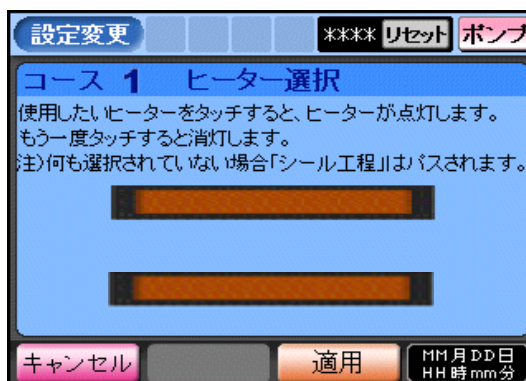 設定変更 **** リセット ポンプ
コース 1 ヒーター選択
使用したいヒーターをタッチすると、ヒーターが点灯します。
もう一度タッチすると消灯します。
注)何も選択されていない場合「シール工程」はパスされます。
キャンセル 適用 MM月DD日
HH時mm分